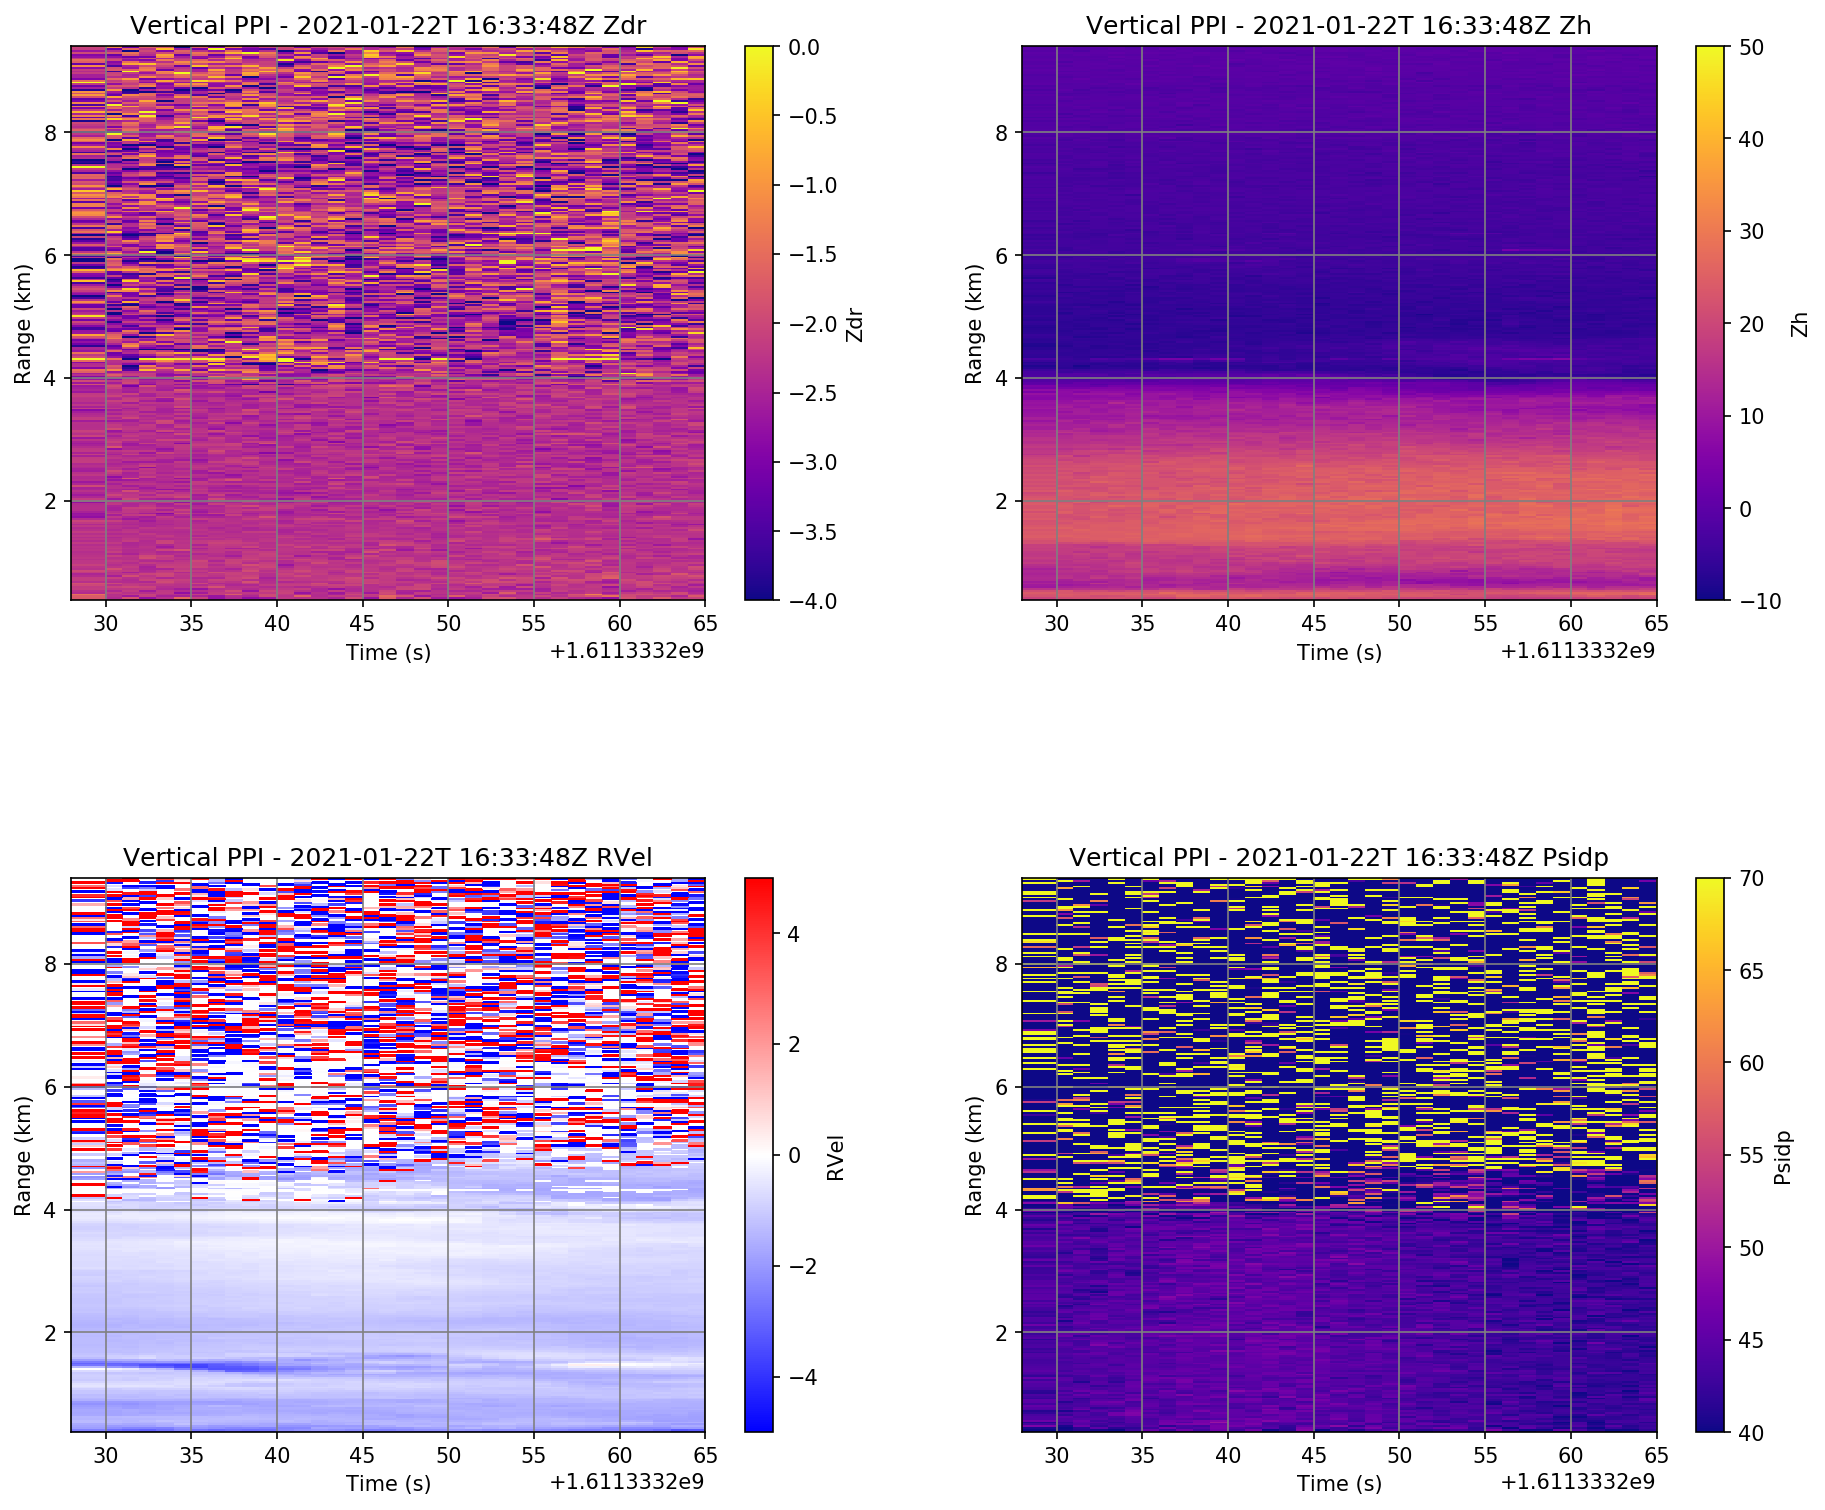 Vertical PPI - 2021-01-22T 16:33:48Z Zdr
Range (km)
8
6
4
2
30 35 40 45 50 55 60 65
Time (s)
+1.6113332e9
0.0
−0.5
−1.0
−1.5
−2.0
−2.5
−3.0
−3.5
−4.0
Zdr
Vertical PPI - 2021-01-22T 16:33:48Z Zh
Range (km)
8
6
4
2
30 35 40 45 50 55 60 65
Time (s)
+1.6113332e9
50
40
30
20
10
0
−10
Zh
Vertical PPI - 2021-01-22T 16:33:48Z RVel
Range (km)
8
6
4
2
30 35 40 45 50 55 60 65
Time (s)
+1.6113332e9
4
2
0
−2
−4
RVel
Vertical PPI - 2021-01-22T 16:33:48Z Psidp
Range (km)
8
6
4
2
30 35 40 45 50 55 60 65
Time (s)
+1.6113332e9
70
65
60
55
50
45
40
Psidp